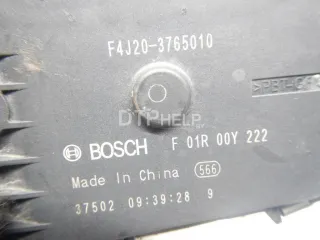 F4J20-3765010
DTPHELP
BOSCH F 01R 00Y 222
Made In China 566
37502 09:39:28 9